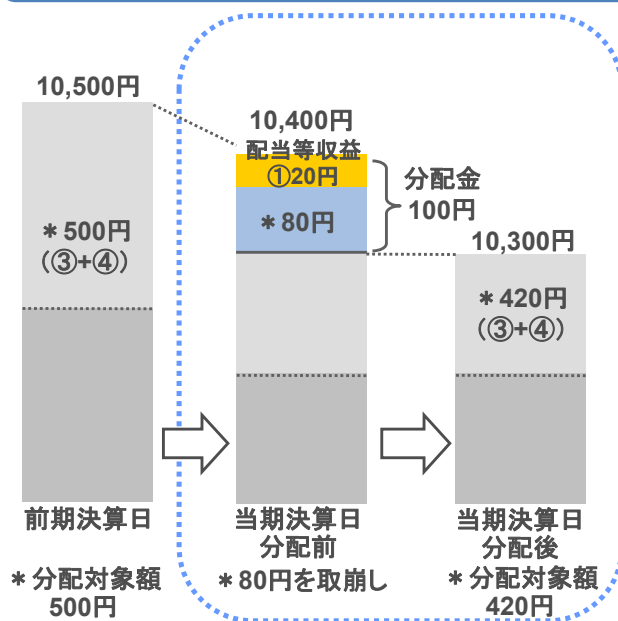 10,500円
＊500円
（③+④）
前期決算日
＊分配対象額
500円
10,400円
配当等収益
①20円
＊80円
分配金
100円
当期決算日
分配前
＊80円を取崩し
10,300円
＊420円
（③+④）
当期決算日
分配後
＊分配対象額
420円